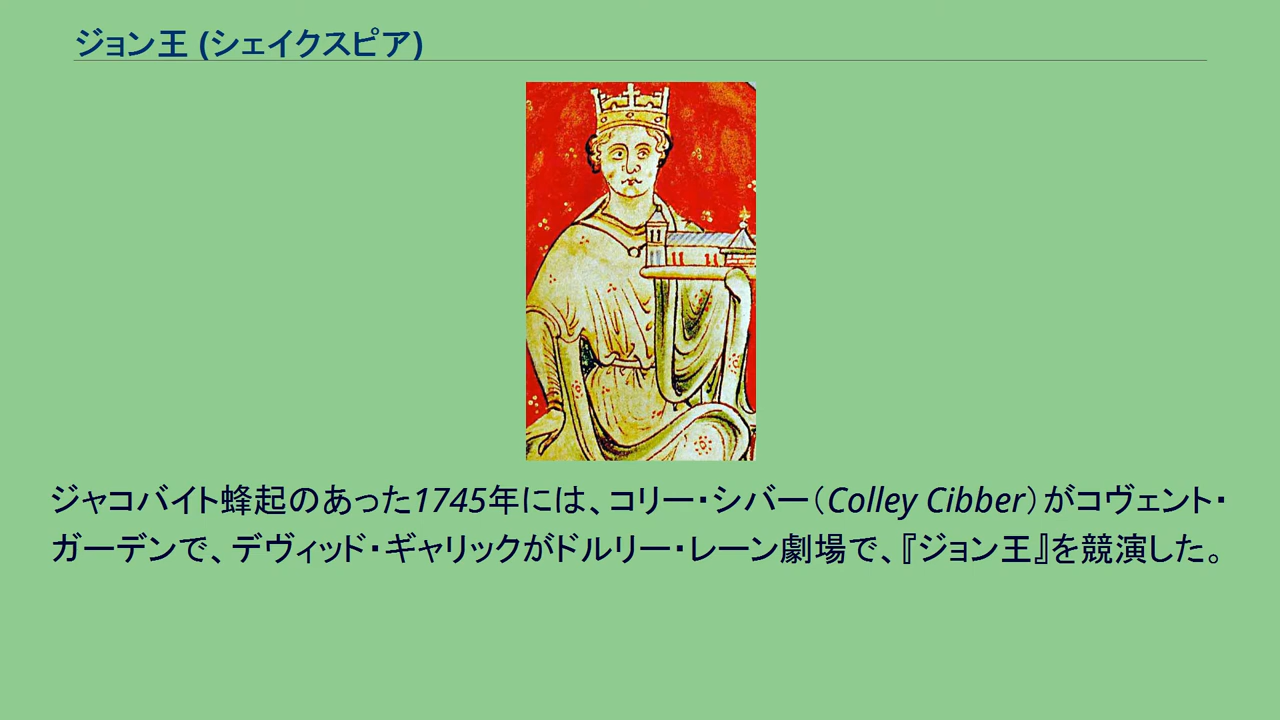 ジョン王 (シェイクスピア)
ジャコバイト蜂起のあった1745年には、コリー・シバー（Colley Cibber）がコヴェント・
ガーデンで、デヴィッド・ギャリックがドルリー・レーン劇場で、『ジョン王』を競演した。